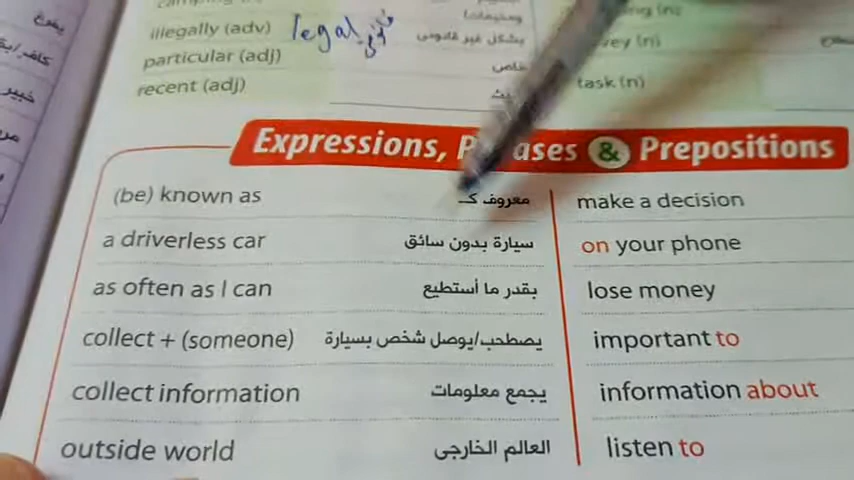 illegally (adv) legal بشكل غير قانونى
particular (adj) خاص
recent (adj)
task (n)
Expressions, Phrases & Prepositions
(be) known as معروف كـ
a driverless car سيارة بدون سائق
as often as I can بقدر ما أستطيع
collect + (someone) يصطحب/يوصل شخص بسيارة
collect information يجمع معلومات
outside world العالم الخارجى
make a decision
on your phone
lose money
important to
information about
listen to